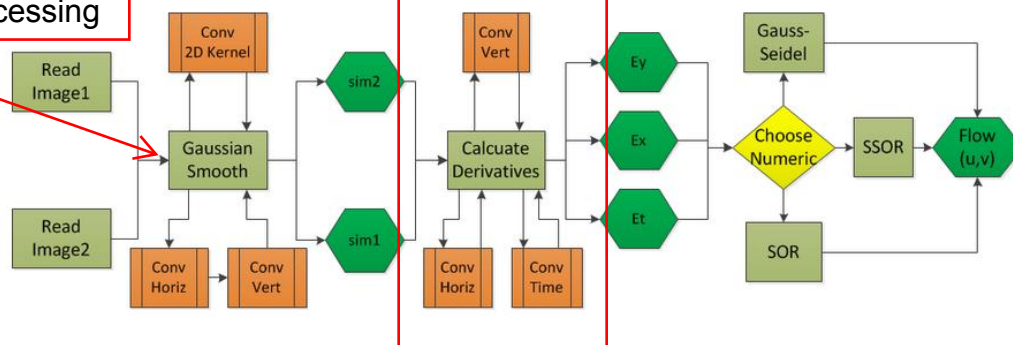 cessing
Read
Image1
Read
Image2
Conv
2D Kernel
Gaussian
Smooth
Conv
Horiz
Conv
Vert
sim2
sim1
Conv
Vert
Calcuate
Derivatives
Conv
Horiz
Conv
Time
Ey
Ex
Et
Gauss-
Seidel
Choose
Numeric
SSOR
SOR
Flow
(u,v)